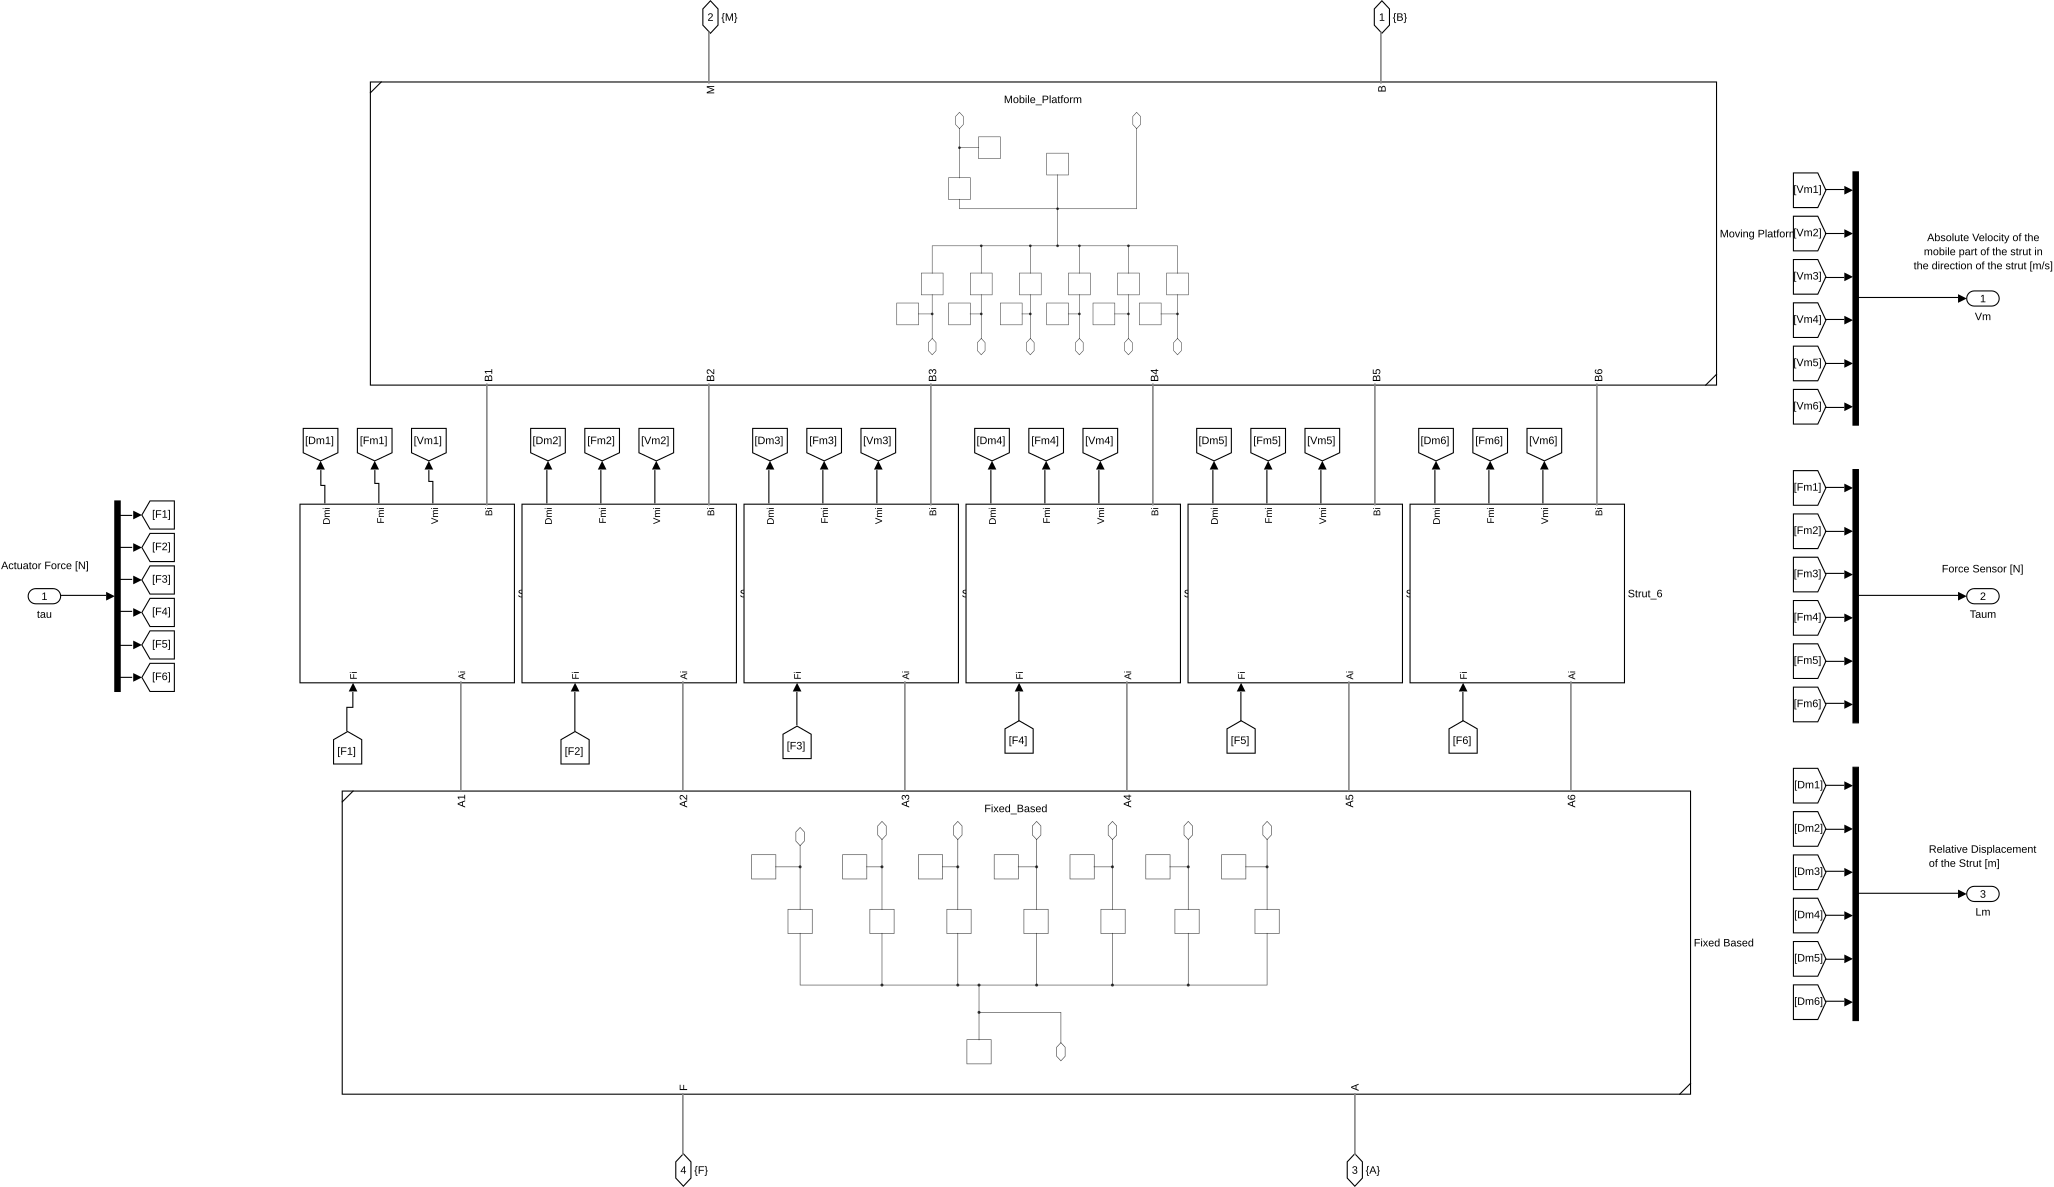 2 {M}
1 {B}
M
B
Mobile_Platform
Moving Platform
B1
B2
B3
B4
B5
B6
[Dm1]
[Fm1]
[Vm1]
[Dm2]
[Fm2]
[Vm2]
[Dm3]
[Fm3]
[Vm3]
[Dm4]
[Fm4]
[Vm4]
[Dm5]
[Fm5]
[Vm5]
[Dm6]
[Fm6]
[Vm6]
Dmi
Fmi
Vmi
Bi
Dmi
Fmi
Vmi
Bi
Dmi
Fmi
Vmi
Bi
Dmi
Fmi
Vmi
Bi
Dmi
Fmi
Vmi
Bi
Dmi
Fmi
Vmi
Bi
Actuator Force [N]
1
tau
[F1]
[F2]
[F3]
[F4]
[F5]
[F6]
Strut_6
Fi
Ai
Fi
Ai
Fi
Ai
Fi
Ai
Fi
Ai
Fi
Ai
[F1]
[F2]
[F3]
[F4]
[F5]
[F6]
A1
A2
A3
A4
A5
A6
Fixed_Based
Fixed Based
F
A
4 {F}
3 {A}
[Vm1]
[Vm2]
[Vm3]
[Vm4]
[Vm5]
[Vm6]
Absolute Velocity of the
mobile part of the strut in
the direction of the strut [m/s]
1
Vm
[Fm1]
[Fm2]
[Fm3]
[Fm4]
[Fm5]
[Fm6]
Force Sensor [N]
2
Taum
[Dm1]
[Dm2]
[Dm3]
[Dm4]
[Dm5]
[Dm6]
Relative Displacement
of the Strut [m]
3
Lm